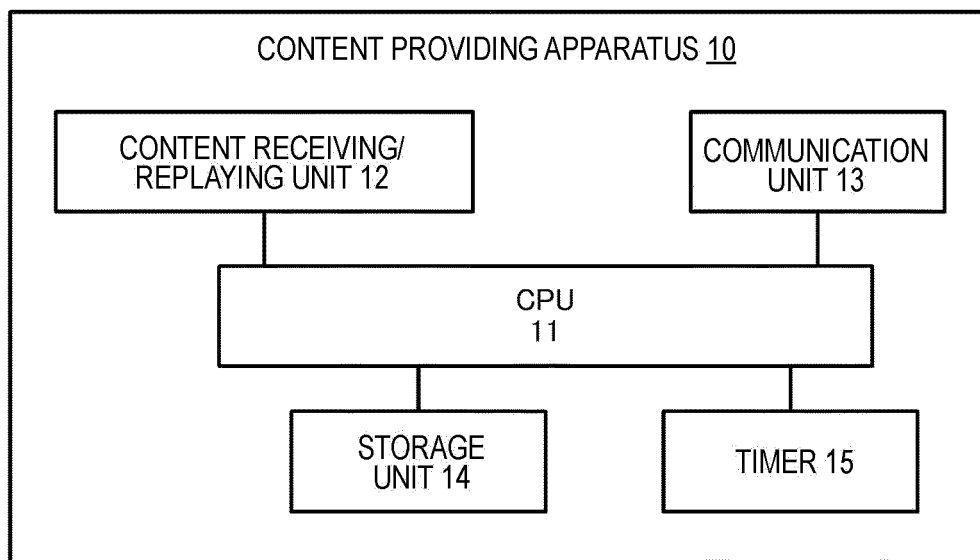 CONTENT PROVIDING APPARATUS 10
CONTENT RECEIVING/
REPLAYING UNIT 12
COMMUNICATION
UNIT 13
CPU
11
STORAGE
UNIT 14
TIMER 15